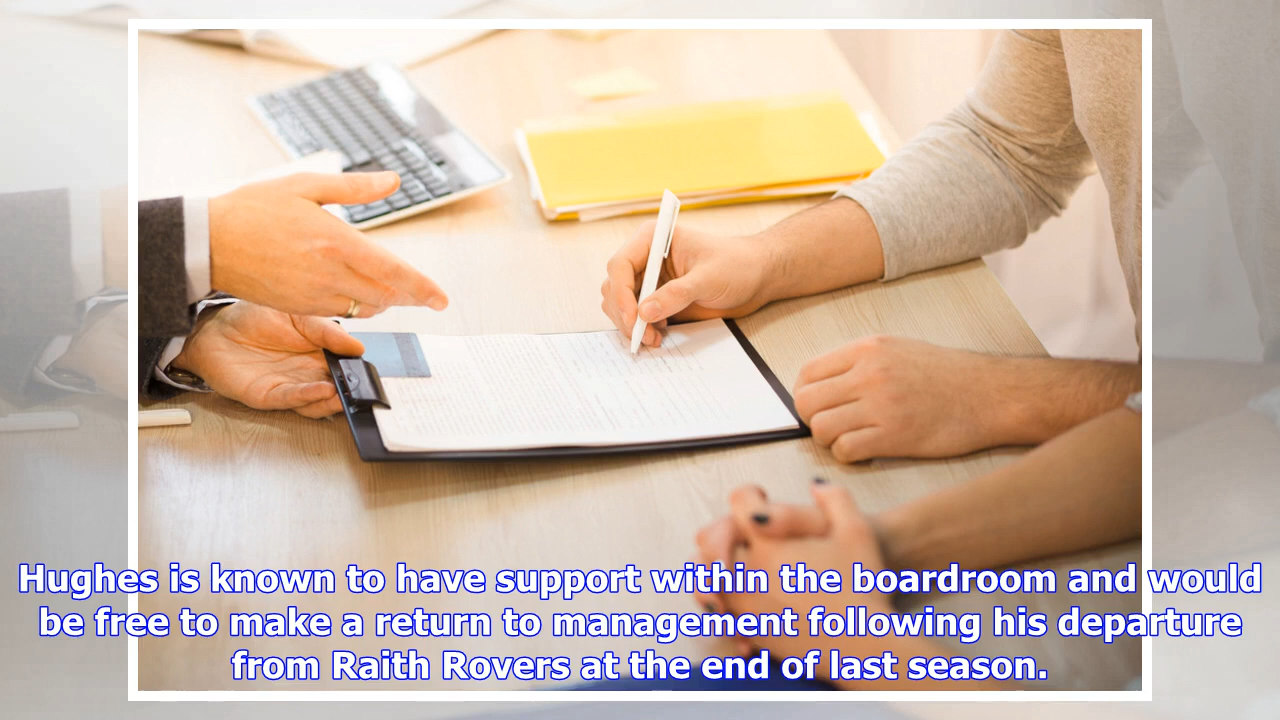 Hughes is known to have support within the boardroom and would
be free to make a return to management following his departure
from Raith Rovers at the end of last season.